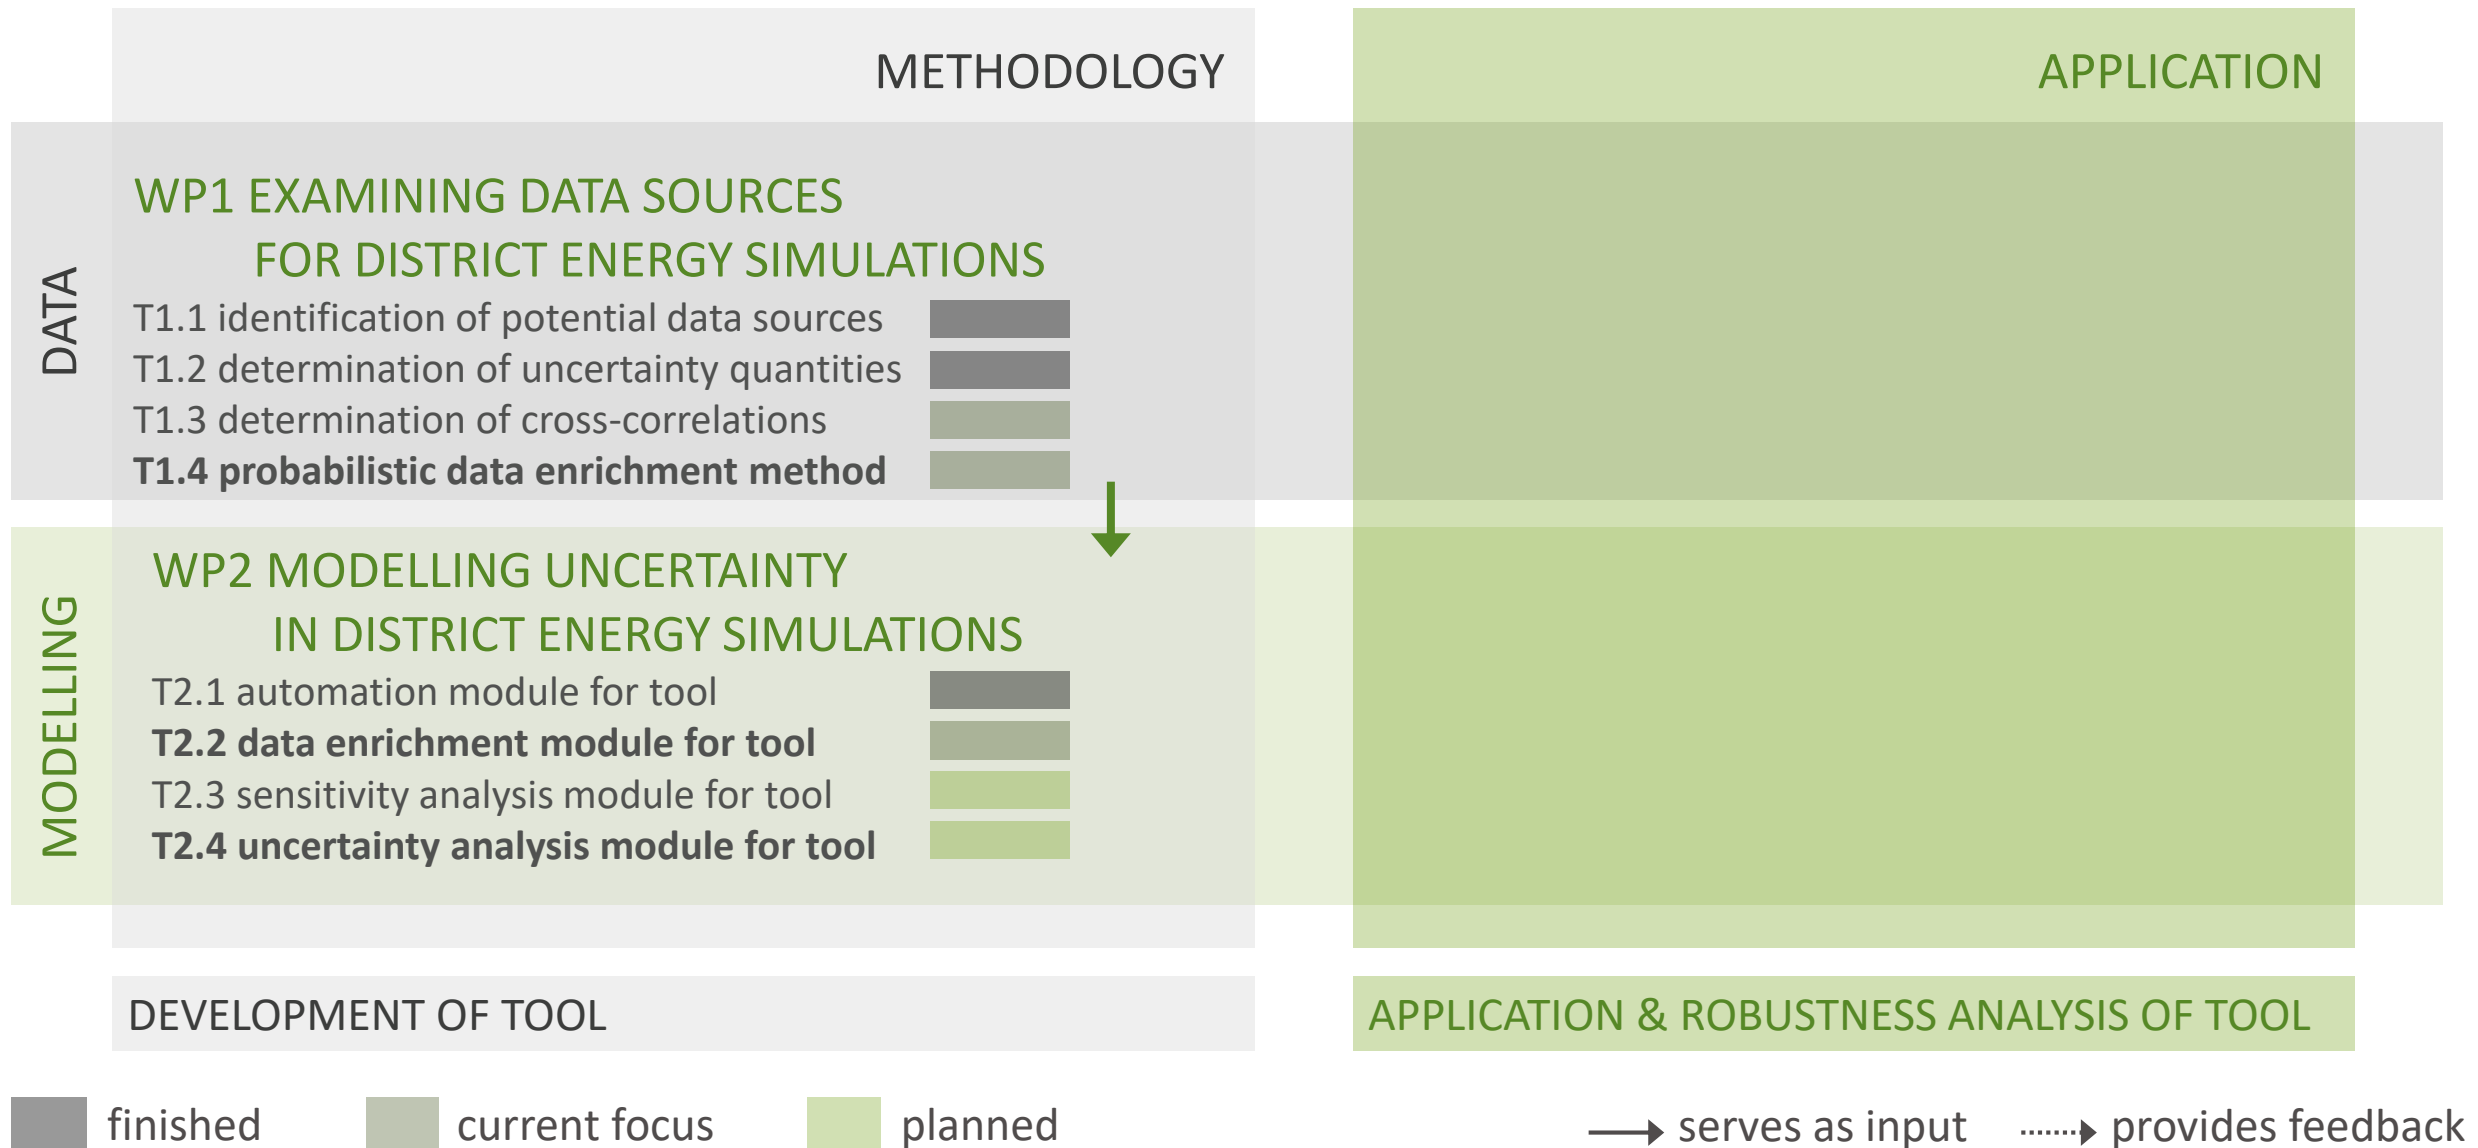 METHODOLOGY
APPLICATION
DATA
WP1 EXAMINING DATA SOURCES
FOR DISTRICT ENERGY SIMULATIONS
T1.1 identification of potential data sources
T1.2 determination of uncertainty quantities
T1.3 determination of cross-correlations
T1.4 probabilistic data enrichment method
MODELLING
WP2 MODELLING UNCERTAINTY
IN DISTRICT ENERGY SIMULATIONS
T2.1 automation module for tool
T2.2 data enrichment module for tool
T2.3 sensitivity analysis module for tool
T2.4 uncertainty analysis module for tool
DEVELOPMENT OF TOOL
APPLICATION & ROBUSTNESS ANALYSIS OF TOOL
finished
current focus
planned
serves as input
provides feedback